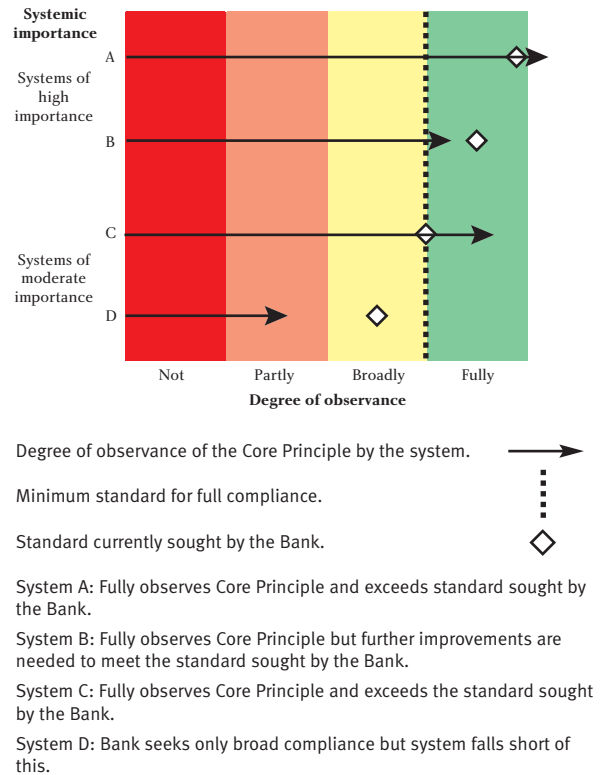 Systemic
importance
A
Systems of
high
importance
B
C
Systems of
moderate
importance
D
Not Partly Broadly Fully
Degree of observance
Degree of observance of the Core Principle by the system.
Minimum standard for full compliance.
Standard currently sought by the Bank.
System A: Fully observes Core Principle and exceeds standard sought by
the Bank.
System B: Fully observes Core Principle but further improvements are
needed to meet the standard sought by the Bank.
System C: Fully observes Core Principle and exceeds the standard sought
by the Bank.
System D: Bank seeks only broad compliance but system falls short of
this.